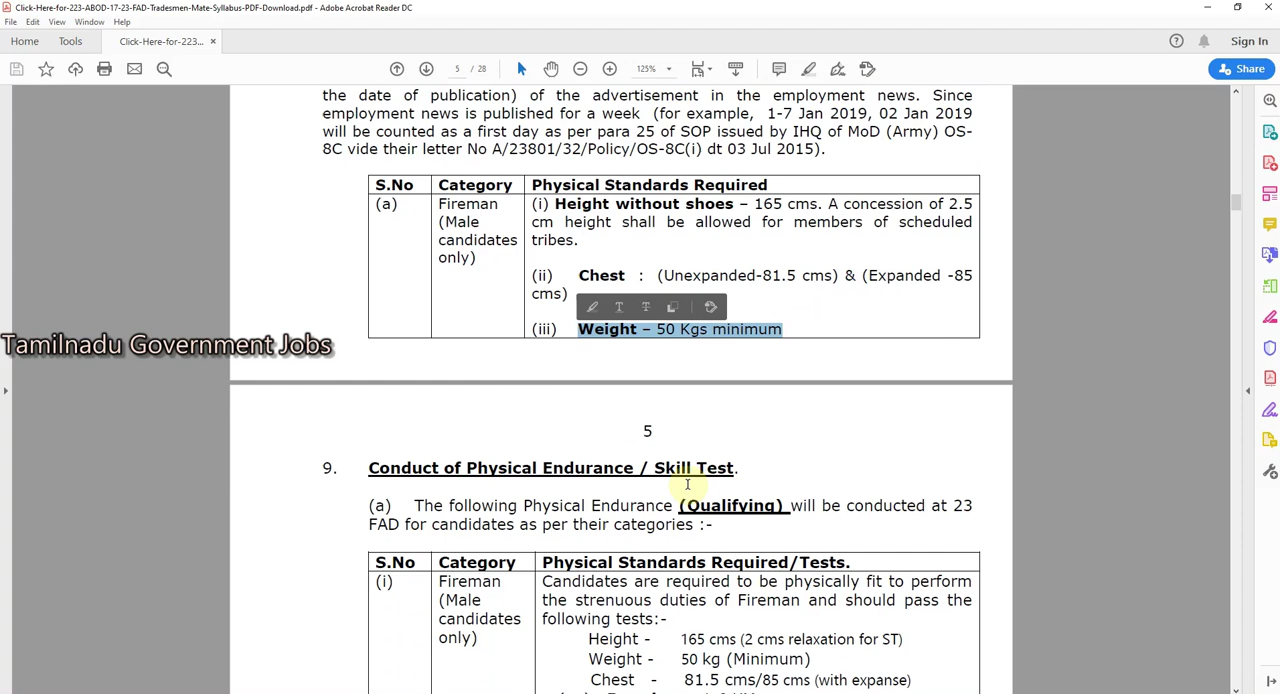 Click-Here-for-223-ABOD-17-23-FAD-Tradesmen-Mate-Syllabus-PDF-Download.pdf - Adobe Acrobat Reader DC
File Edit View Window Help
Home Tools Click-Here-for-223... × Sign In
5 / 28 125% Share
the date of publication) of the advertisement in the employment news. Since
employment news is published for a week (for example, 1-7 Jan 2019, 02 Jan 2019
will be counted as a first day as per para 25 of SOP issued by IHQ of MoD (Army) OS-
8C vide their letter No A/23801/32/Policy/OS-8C(i) dt 03 Jul 2015).
S.No Category Physical Standards Required
(a) Fireman (i) Height without shoes – 165 cms. A concession of 2.5
(Male cm height shall be allowed for members of scheduled
candidates tribes.
only)
(ii) Chest : (Unexpanded-81.5 cms) & (Expanded -85
cms)
(iii) Weight – 50 Kgs minimum
Tamilnadu Government Jobs
5
9. Conduct of Physical Endurance / Skill Test.
(a) The following Physical Endurance (Qualifying) will be conducted at 23
FAD for candidates as per their categories :-
S.No Category Physical Standards Required/Tests.
(i) Fireman Candidates are required to be physically fit to perform
(Male the strenuous duties of Fireman and should pass the
candidates following tests:-
only) Height - 165 cms (2 cms relaxation for ST)
Weight - 50 kg (Minimum)
Chest - 81.5 cms/85 cms (with expanse)